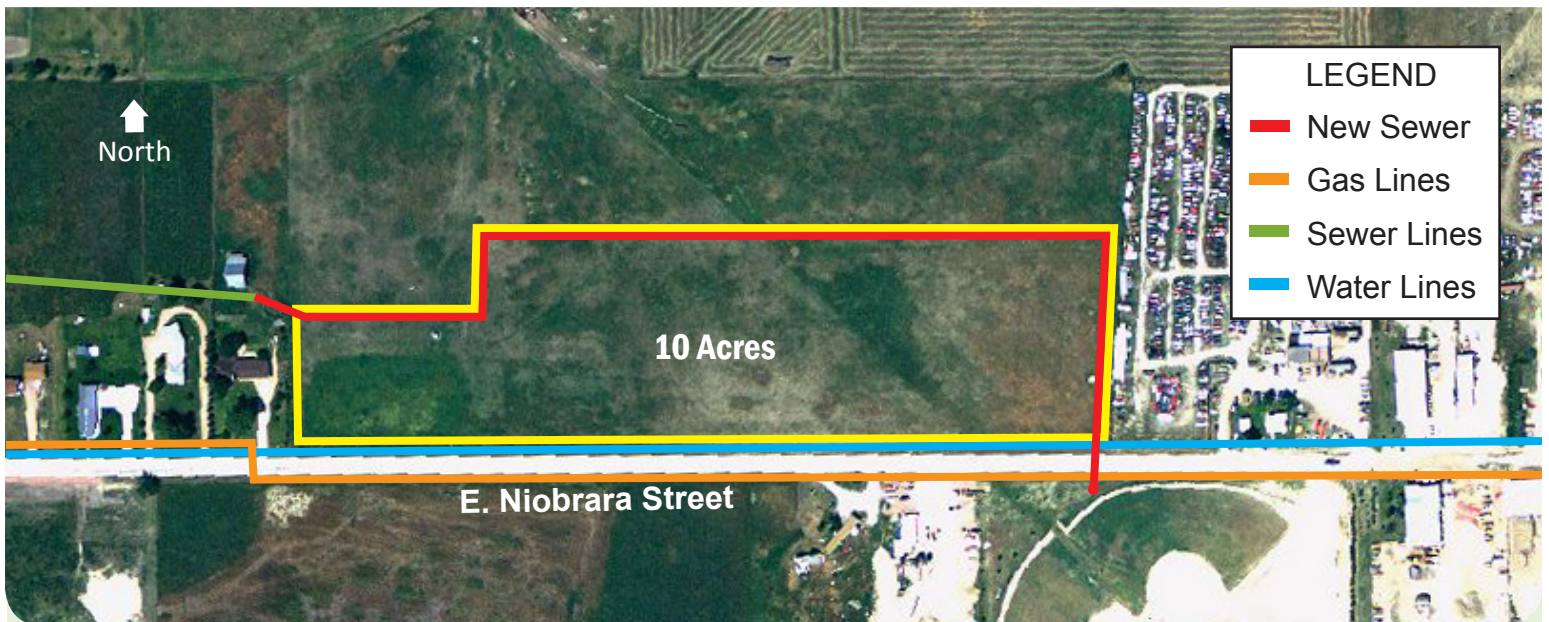 North
LEGEND
New Sewer
Gas Lines
Sewer Lines
Water Lines
10 Acres
E. Niobrara Street